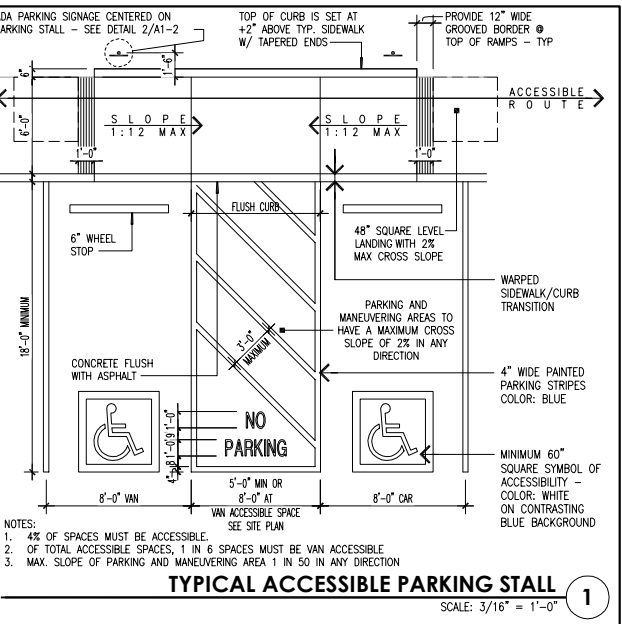 ADA PARKING SIGNAGE CENTERED ON
PARKING STALL – SEE DETAIL 2/A1-2
TOP OF CURB IS SET AT
+2" ABOVE TYP. SIDEWALK
W/ TAPERED ENDS
PROVIDE 12" WIDE
GROOVED BORDER @
TOP OF RAMPS – TYP
1'-6"
6"
6'-0"
ACCESSIBLE
ROUTE
SLOPE
1:12 MAX
SLOPE
1:12 MAX
1'-0"
1'-0"
FLUSH CURB
6" WHEEL
STOP
48" SQUARE LEVEL
LANDING WITH 2%
MAX CROSS SLOPE
WARPED
SIDEWALK/CURB
TRANSITION
18'-0" MINIMUM
3'-0"
MAXIMUM
PARKING AND
MANEUVERING AREAS TO
HAVE A MAXIMUM CROSS
SLOPE OF 2% IN ANY
DIRECTION
CONCRETE FLUSH
WITH ASPHALT
4" WIDE PAINTED
PARKING STRIPES
COLOR: BLUE
NO
PARKING
1'-0"
9
1'-0"
8
4"
MINIMUM 60"
SQUARE SYMBOL OF
ACCESSIBILITY –
COLOR: WHITE
ON CONTRASTING
BLUE BACKGROUND
8'-0" VAN
5'-0" MIN OR
8'-0" AT
VAN ACCESSIBLE SPACE
SEE SITE PLAN
8'-0" CAR
NOTES:
1. 4% OF SPACES MUST BE ACCESSIBLE.
2. OF TOTAL ACCESSIBLE SPACES, 1 IN 6 SPACES MUST BE VAN ACCESSIBLE
3. MAX. SLOPE OF PARKING AND MANEUVERING AREA 1 IN 50 IN ANY DIRECTION
TYPICAL ACCESSIBLE PARKING STALL
1
SCALE: 3/16" = 1'-0"